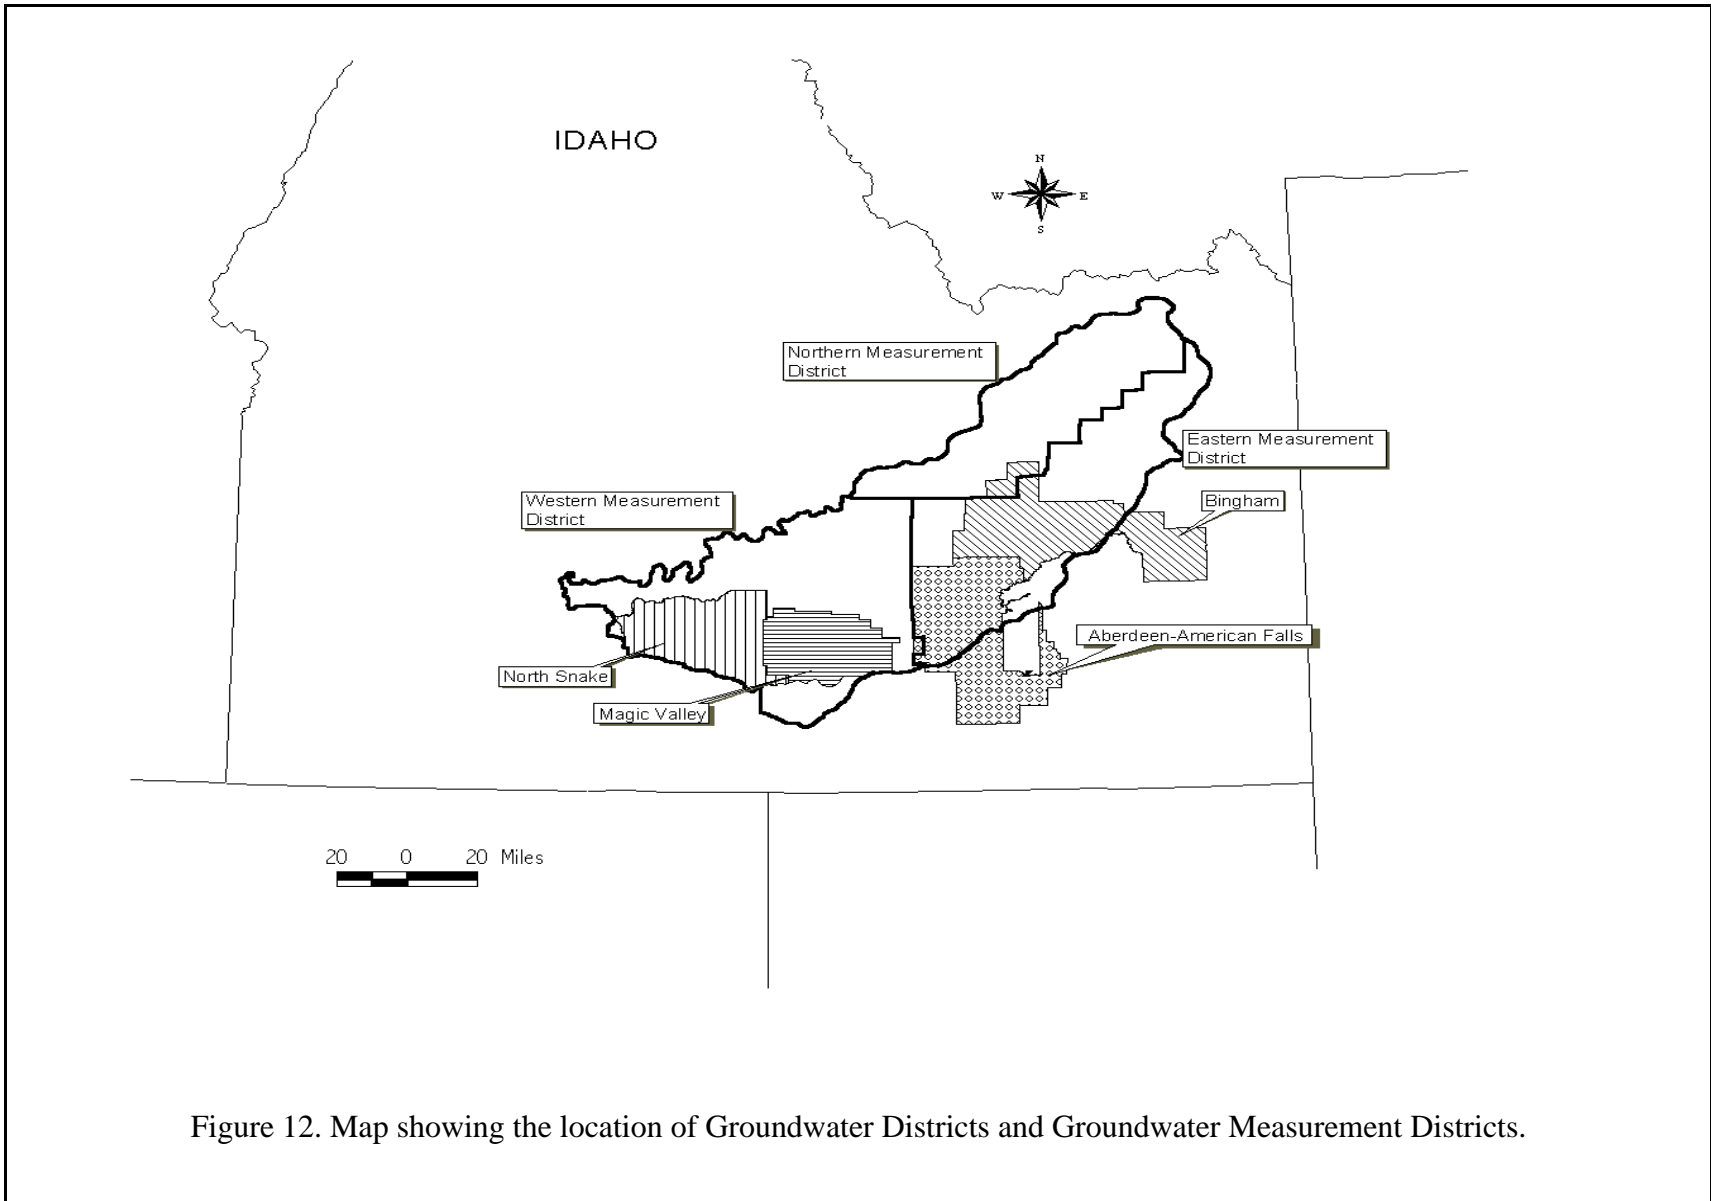 IDAHO
N
W E
S
Northern Measurement
District
Eastern Measurement
District
Western Measurement
District
Bingham
Aberdeen-American Falls
North Snake
Magic Valley
20 0 20 Miles
Figure 12. Map showing the location of Groundwater Districts and Groundwater Measurement Districts.